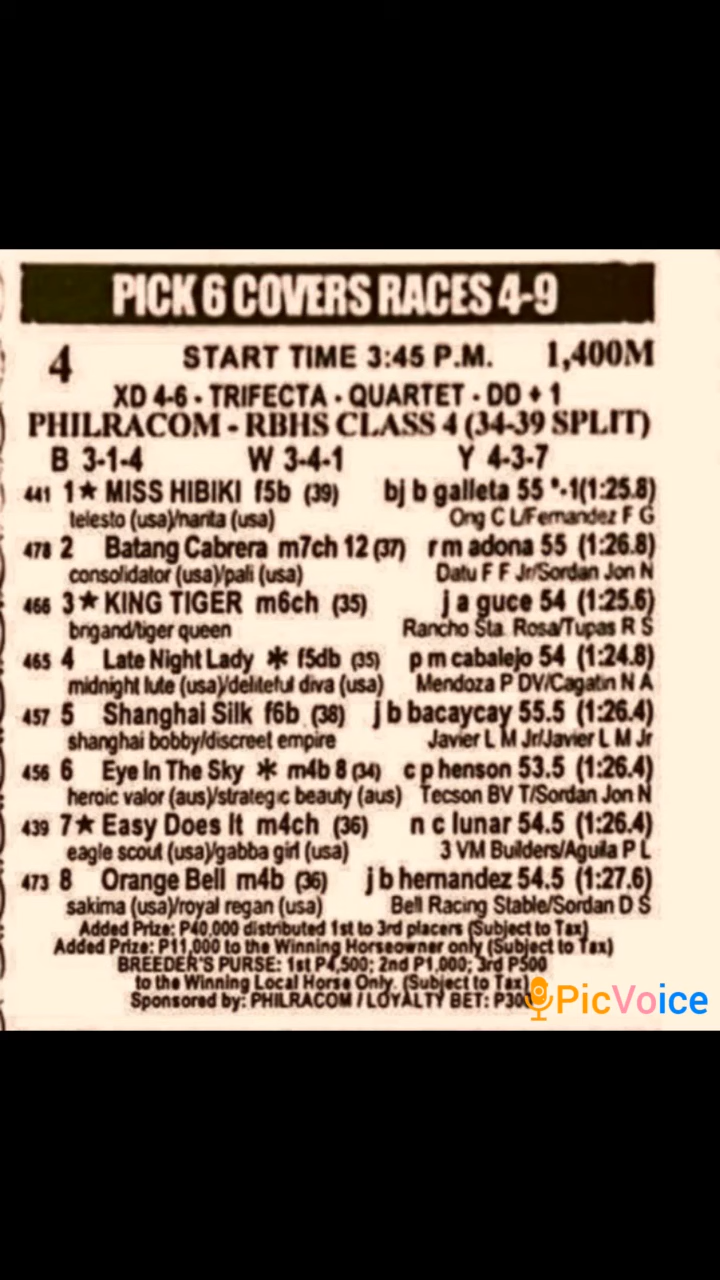 PICK 6 COVERS RACES 4-9
4 START TIME 3:45 P.M. 1,400M
XD 4-6 - TRIFECTA - QUARTET - DD + 1
PHILRACOM - RBHS CLASS 4 (34-39 SPLIT)
B 3-1-4 W 3-4-1 Y 4-3-7
441 1★ MISS HIBIKI f5b (39) bj b galleta 55 *-1(1:25.8)
telesto (usa)/harita (usa) Ong C L/Fernandez F G
478 2 Batang Cabrera m7ch 12 (37) r m adona 55 (1:26.8)
consolidator (usa)/pali (usa) Datu F F Jr/Sordan Jon N
466 3★ KING TIGER m6ch (35) j a guce 54 (1:25.6)
brigand/tiger queen Rancho Sta. Rosa/Tupas R S
465 4 Late Night Lady * f5db (35) p m cabalejo 54 (1:24.8)
midnight lute (usa)/deliteful diva (usa) Mendoza P DV/Cagatin N A
457 5 Shanghai Silk f6b (38) j b bacaycay 55.5 (1:26.4)
shanghai bobby/discreet empire Javier L M Jr/Javier L M Jr
456 6 Eye In The Sky * m4b 8 (34) c p henson 53.5 (1:26.4)
heroic valor (aus)/strategic beauty (aus) Tecson BV T/Sordan Jon N
439 7★ Easy Does It m4ch (36) n c lunar 54.5 (1:26.4)
eagle scout (usa)/gabba girl (usa) 3 VM Builders/Aguila P L
473 8 Orange Bell m4b (36) j b hernandez 54.5 (1:27.6)
sakima (usa)/royal regan (usa) Bell Racing Stable/Sordan D S
Added Prize: P40,000 distributed 1st to 3rd placers (Subject to Tax)
Added Prize: P11,000 to the Winning Horseowner only (Subject to Tax)
BREEDER'S PURSE: 1st P4,500; 2nd P1,000; 3rd P500
to the Winning Local Horse Only. (Subject to Tax)
Sponsored by: PHILRACOM / LOYALTY BET:
PicVoice